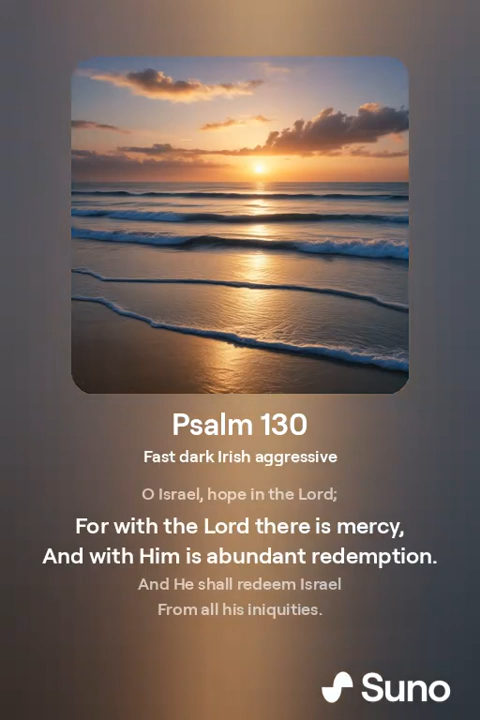 Psalm 130
Fast dark Irish aggressive
O Israel, hope in the Lord;
For with the Lord there is mercy,
And with Him is abundant redemption.
And He shall redeem Israel
From all his iniquities.
Suno